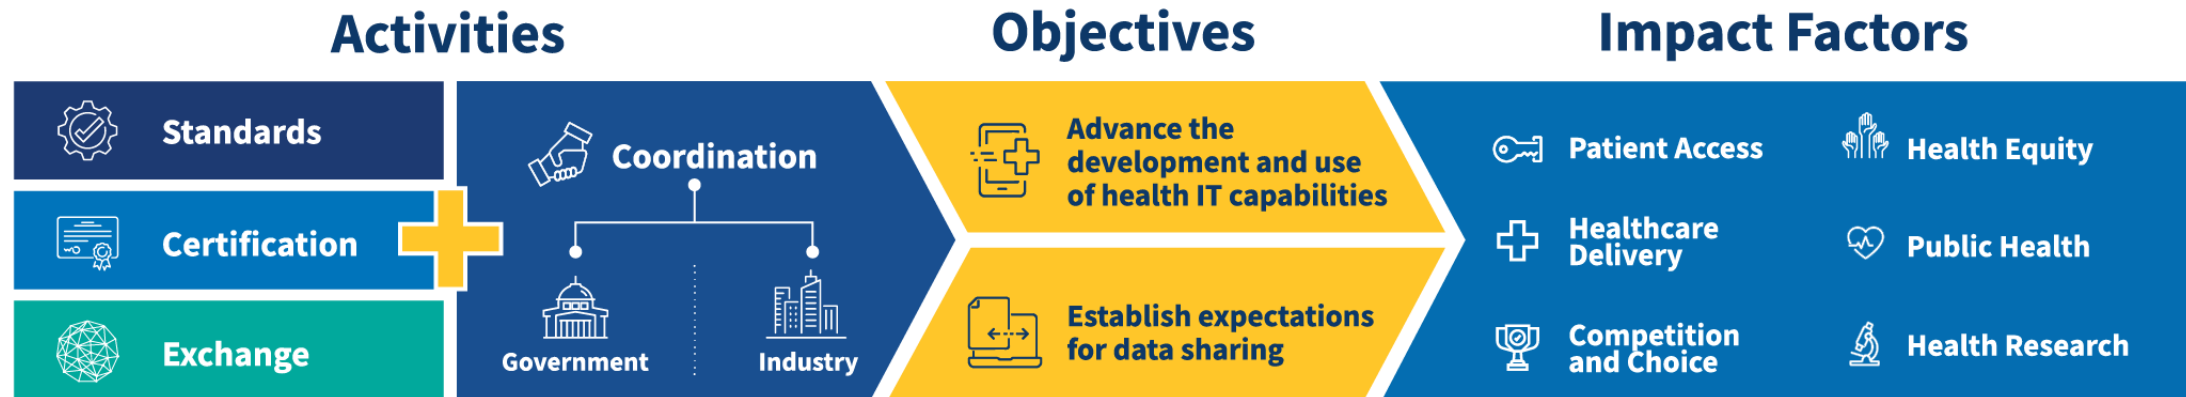 Activities
Objectives
Impact Factors
Standards
Certification
Exchange
Coordination
Government
Industry
Advance the
development and use
of health IT capabilities
Establish expectations
for data sharing
Patient Access
Healthcare
Delivery
Competition
and Choice
Health Equity
Public Health
Health Research